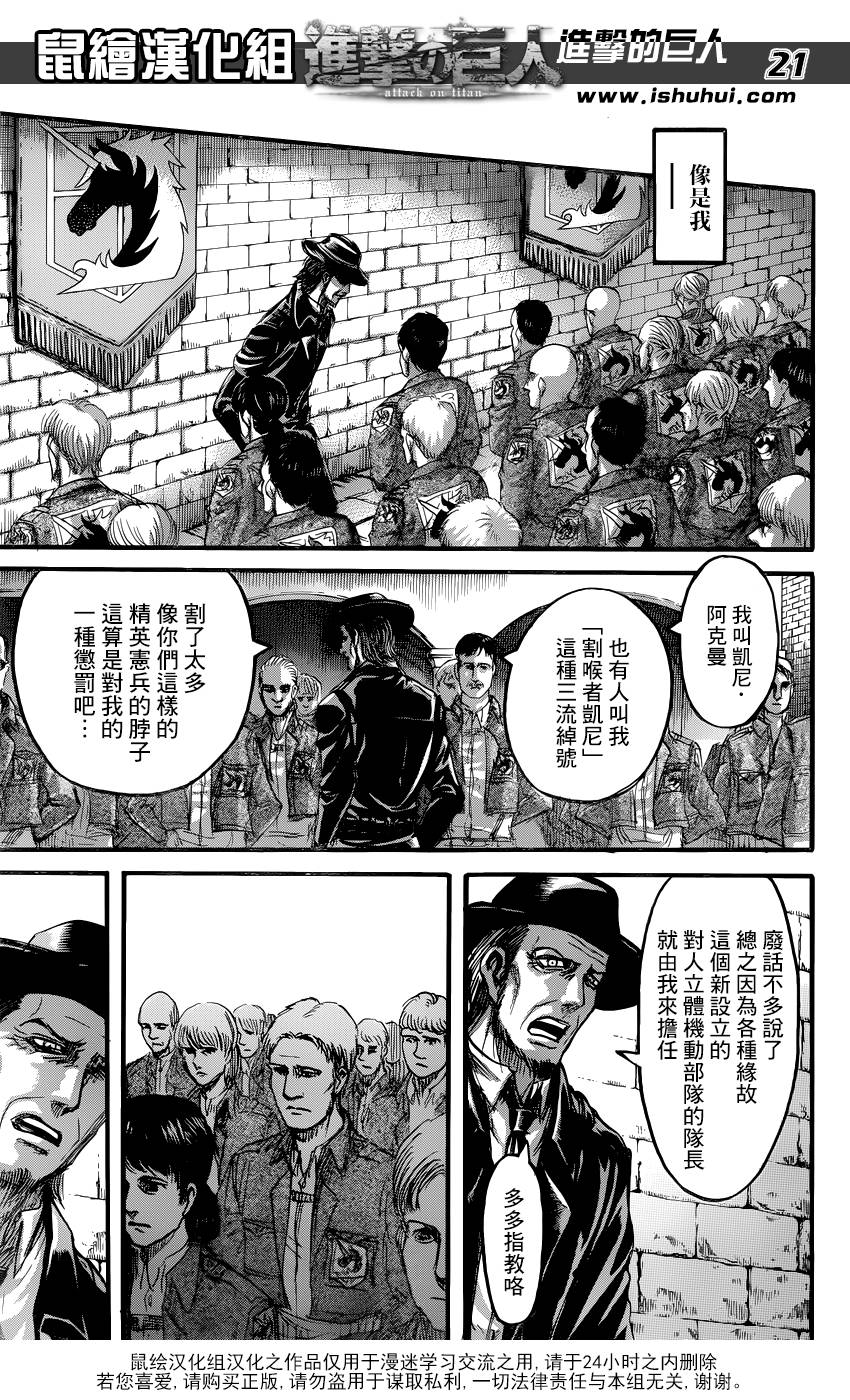 鼠繪漢化組
進撃の巨人
attack on titan
進擊的巨人
21
www.ishuhui.com
像是我
——
我叫凱尼·
阿克曼
也有人叫我
「割喉者凱尼」
這種三流綽號
割了太多
像你們這樣的
精英憲兵的脖子
這算是對我的
一種懲罰吧…
廢話不多說了
總之因為各種緣故
這個新設立的
對人立體機動部隊的隊長
就由我來擔任
多多指教咯
鼠绘汉化组汉化之作品仅用于漫迷学习交流之用, 请于24小时之内删除
若您喜爱, 请购买正版, 请勿盗用于谋取私利, 一切法律责任与本组无关, 谢谢。